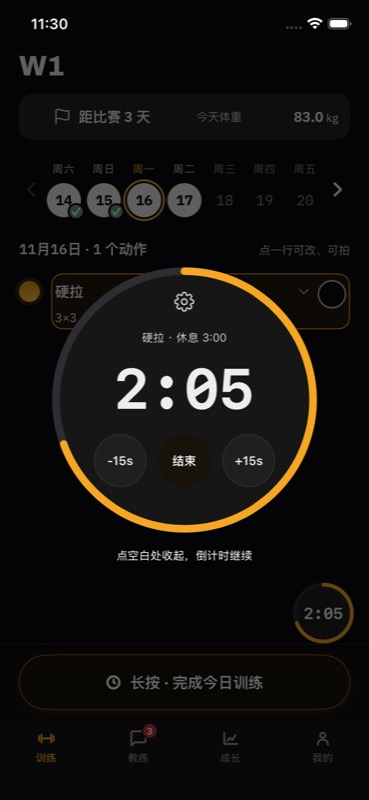 11:30
W1
距比赛 3 天 今天体重 83.0 kg
周六 周日 周一 周二 周三 周四 周五
14 15 16 17 18 19 20
11月16日 · 1 个动作 点一行可改、可拍
硬拉
3×3
硬拉 · 休息 3:00
2:05
-15s 结束 +15s
点空白处收起，倒计时继续
2:05
长按 · 完成今日训练
3
训练 教练 成长 我的